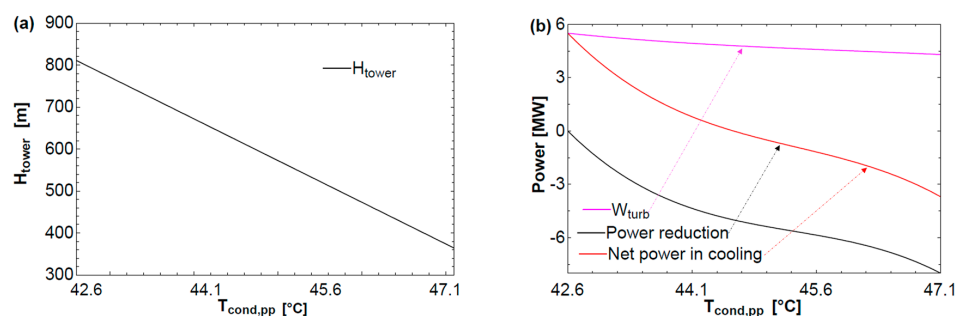 (a)
900
800
700
600
500
400
300
H_tower [m]
H_tower
42.6 44.1 45.6 47.1
T_cond,pp [°C]
(b)
6
3
0
-3
-6
Power [MW]
W_turb
Power reduction
Net power in cooling
42.6 44.1 45.6 47.1
T_cond,pp [°C]